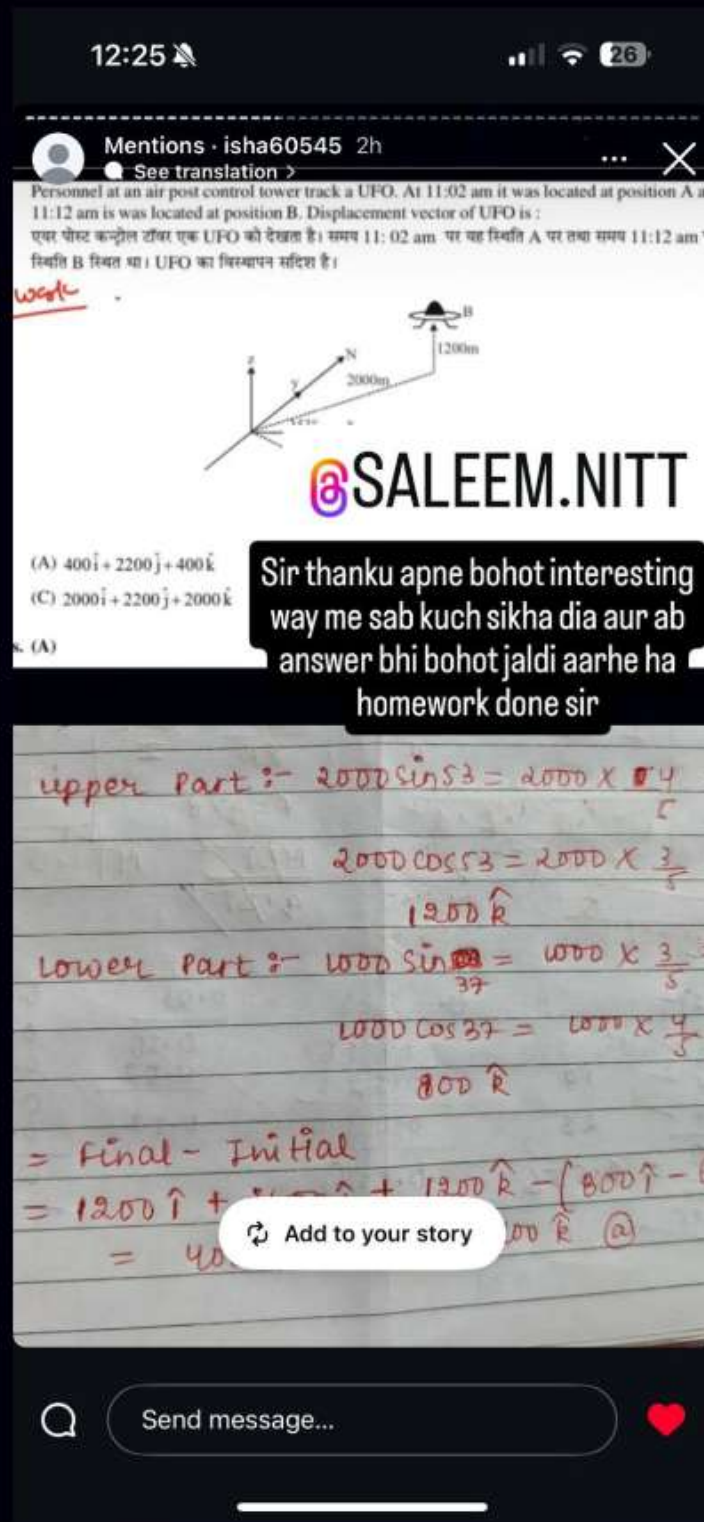 12:25
26
Mentions · isha60545 2h
See translation >
Personnel at an air post control tower track a UFO. At 11:02 am it was located at position A a
11:12 am is was located at position B. Displacement vector of UFO is :
एयर पोस्ट कन्ट्रोल टॉवर एक UFO को देखता है। समय 11: 02 am पर यह स्थिति A पर तथा समय 11:12 am
स्थिति B स्थित था। UFO का विस्थापन सदिश है।
work
B
1200m
z
N
2000m
y
@SALEEM.NITT
(A) 400î + 2200ĵ + 400k̂
(C) 2000î + 2200ĵ + 2000k̂
s. (A)
Sir thanku apne bohot interesting
way me sab kuch sikha dia aur ab
answer bhi bohot jaldi aarhe ha
homework done sir
upper Part :- 2000 sin53 = 2000 × 4/5
2000 cos53 = 2000 × 3/5
1200 k̂
Lower Part :- 1000 sin 37 = 1000 × 3/5
1000 cos 37 = 1000 × 4/5
800 k̂
= Final - Initial
= 1200 î + + 1200 k̂ - (800 î -
= 40 00 k̂ @
Add to your story
Send message...